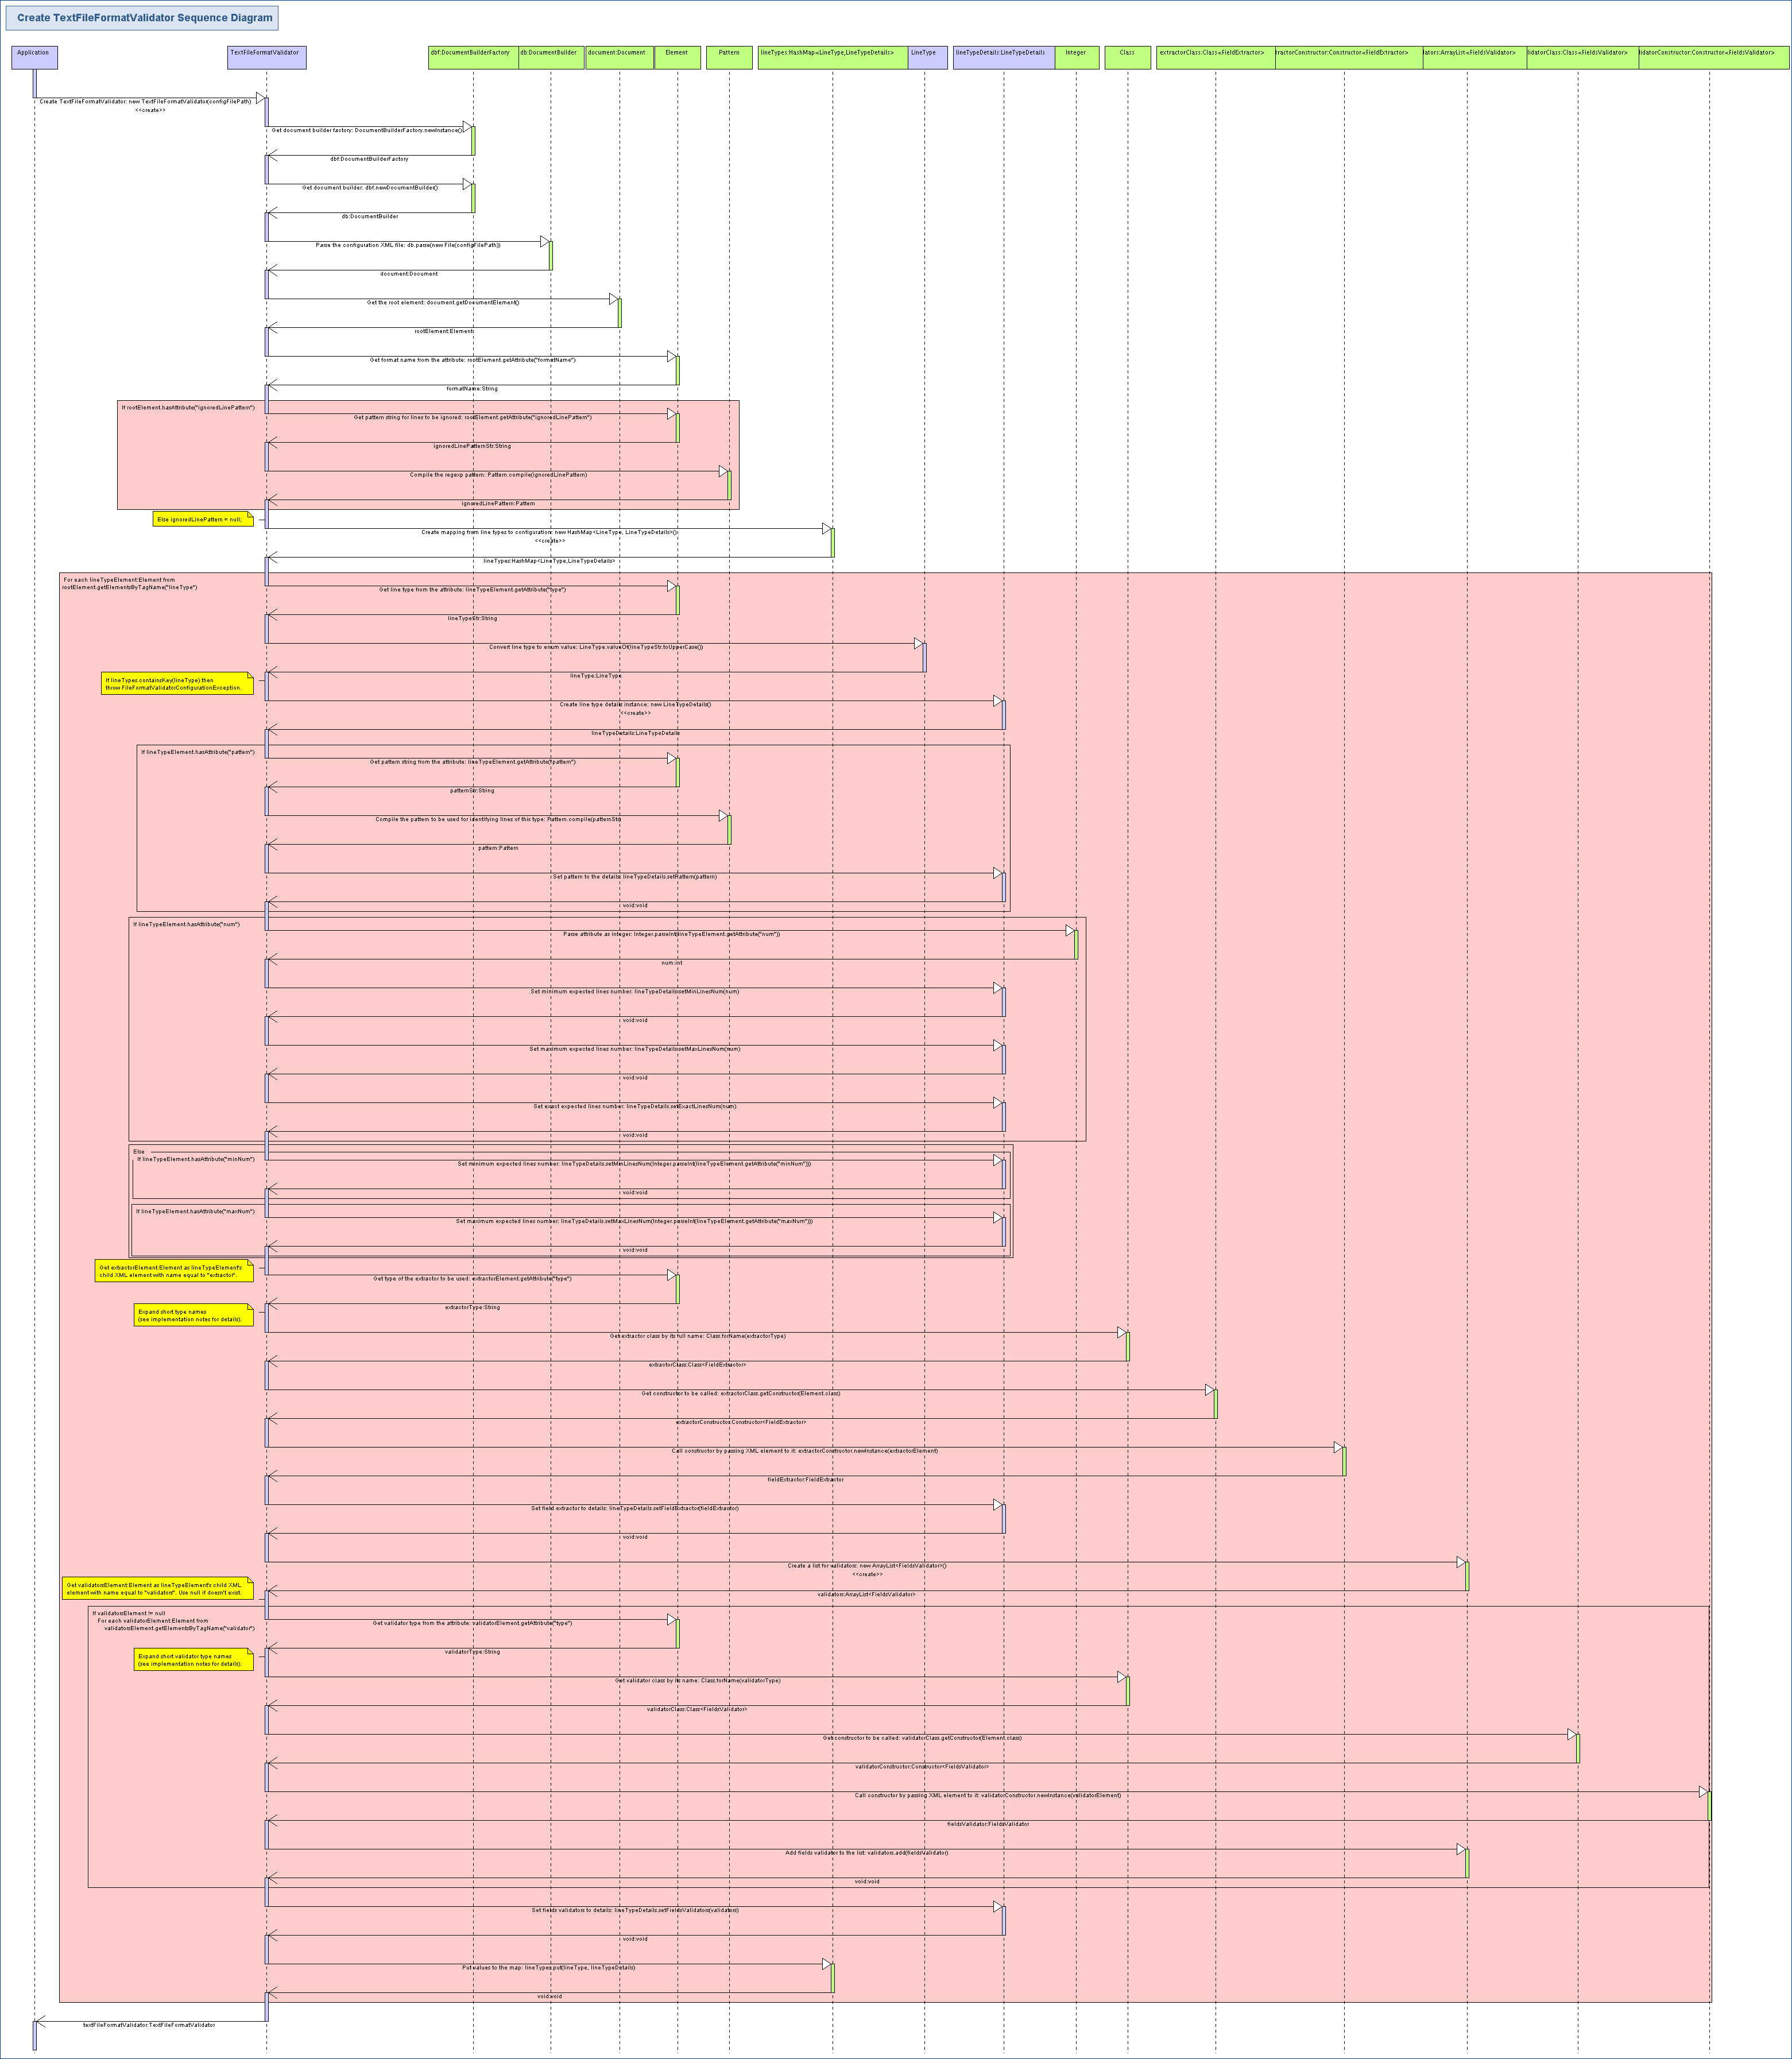 Create TextFileFormatValidator Sequence Diagram
Application
TextFileFormatValidator
dbf:DocumentBuilderFactory
db:DocumentBuilder
document:Document
Element
Pattern
lineTypes:HashMap<LineType,LineTypeDetails>
LineType
lineTypeDetails:LineTypeDetails
Integer
Class
extractorClass:Class<FieldExtractor>
tractorConstructor:Constructor<FieldExtractor>
lators:ArrayList<FieldsValidator>
lidatorClass:Class<FieldsValidator>
lidatorConstructor:Constructor<FieldsValidator>
Create TextFileFormatValidator: new TextFileFormatValidator(configFilePath)
<<create>>
Get document builder factory: DocumentBuilderFactory.newInstance()
dbf:DocumentBuilderFactory
Get document builder: dbf.newDocumentBuilder()
db:DocumentBuilder
Parse the configuration XML file: db.parse(new File(configFilePath))
document:Document
Get the root element: document.getDocumentElement()
rootElement:Element
Get format name from the attribute: rootElement.getAttribute("formatName")
formatName:String
If rootElement.hasAttribute("ignoredLinePattern")
Get pattern string for lines to be ignored: rootElement.getAttribute("ignoredLinePattern")
ignoredLinePatternStr:String
Compile the regexp pattern: Pattern.compile(ignoredLinePattern)
ignoredLinePattern:Pattern
Else ignoredLinePattern = null;
Create mapping from line types to configuration: new HashMap<LineType, LineTypeDetails>()
<<create>>
lineTypes:HashMap<LineType,LineTypeDetails>
For each lineTypeElement:Element from
rootElement.getElementsByTagName("lineType")
Get line type from the attribute: lineTypeElement.getAttribute("type")
lineTypeStr:String
Convert line type to enum value: LineType.valueOf(lineTypeStr.toUpperCase())
lineType:LineType
If lineTypes.containsKey(lineType) then
throw FileFormatValidatorConfigurationException.
Create line type details instance: new LineTypeDetails()
<<create>>
lineTypeDetails:LineTypeDetails
If lineTypeElement.hasAttribute("pattern")
Get pattern string from the attribute: lineTypeElement.getAttribute("pattern")
patternStr:String
Compile the pattern to be used for identifying lines of this type: Pattern.compile(patternStr)
pattern:Pattern
Set pattern to the details: lineTypeDetails.setPattern(pattern)
void:void
If lineTypeElement.hasAttribute("num")
Parse attribute as integer: Integer.parseInt(lineTypeElement.getAttribute("num"))
num:int
Set minimum expected lines number: lineTypeDetails.setMinLinesNum(num)
void:void
Set maximum expected lines number: lineTypeDetails.setMaxLinesNum(num)
void:void
Set exact expected lines number: lineTypeDetails.setExactLinesNum(num)
void:void
Else
If lineTypeElement.hasAttribute("minNum")
Set minimum expected lines number: lineTypeDetails.setMinLinesNum(Integer.parseInt(lineTypeElement.getAttribute("minNum")))
void:void
If lineTypeElement.hasAttribute("maxNum")
Set maximum expected lines number: lineTypeDetails.setMaxLinesNum(Integer.parseInt(lineTypeElement.getAttribute("maxNum")))
void:void
Get extractorElement:Element as lineTypeElement's
child XML element with name equal to "extractor".
Get type of the extractor to be used: extractorElement.getAttribute("type")
extractorType:String
Expand short type names
(see implementation notes for details).
Get extractor class by its full name: Class.forName(extractorType)
extractorClass:Class<FieldExtractor>
Get constructor to be called: extractorClass.getConstructor(Element.class)
extractorConstructor:Constructor<FieldExtractor>
Call constructor by passing XML element to it: extractorConstructor.newInstance(extractorElement)
fieldExtractor:FieldExtractor
Set field extractor to details: lineTypeDetails.setFieldExtractor(fieldExtractor)
void:void
Create a list for validators: new ArrayList<FieldsValidator>()
<<create>>
Get validatorsElement:Element as lineTypeElement's child XML
element with name equal to "validators". Use null if doesn't exist.
validators:ArrayList<FieldsValidator>
If validatorsElement != null
For each validatorElement:Element from
validatorsElement.getElementsByTagName("validator")
Get validator type from the attribute: validatorElement.getAttribute("type")
validatorType:String
Expand short validator type names
(see implementation notes for details).
Get validator class by its name: Class.forName(validatorType)
validatorClass:Class<FieldsValidator>
Get constructor to be called: validatorClass.getConstructor(Element.class)
validatorConstructor:Constructor<FieldsValidator>
Call constructor by passing XML element to it: validatorConstructor.newInstance(validatorElement)
fieldsValidator:FieldsValidator
Add fields validator to the list: validators.add(fieldsValidator)
void:void
Set fields validators to details: lineTypeDetails.setFieldsValidators(validators)
void:void
Put values to the map: lineTypes.put(lineType, lineTypeDetails)
void:void
textFileFormatValidator:TextFileFormatValidator